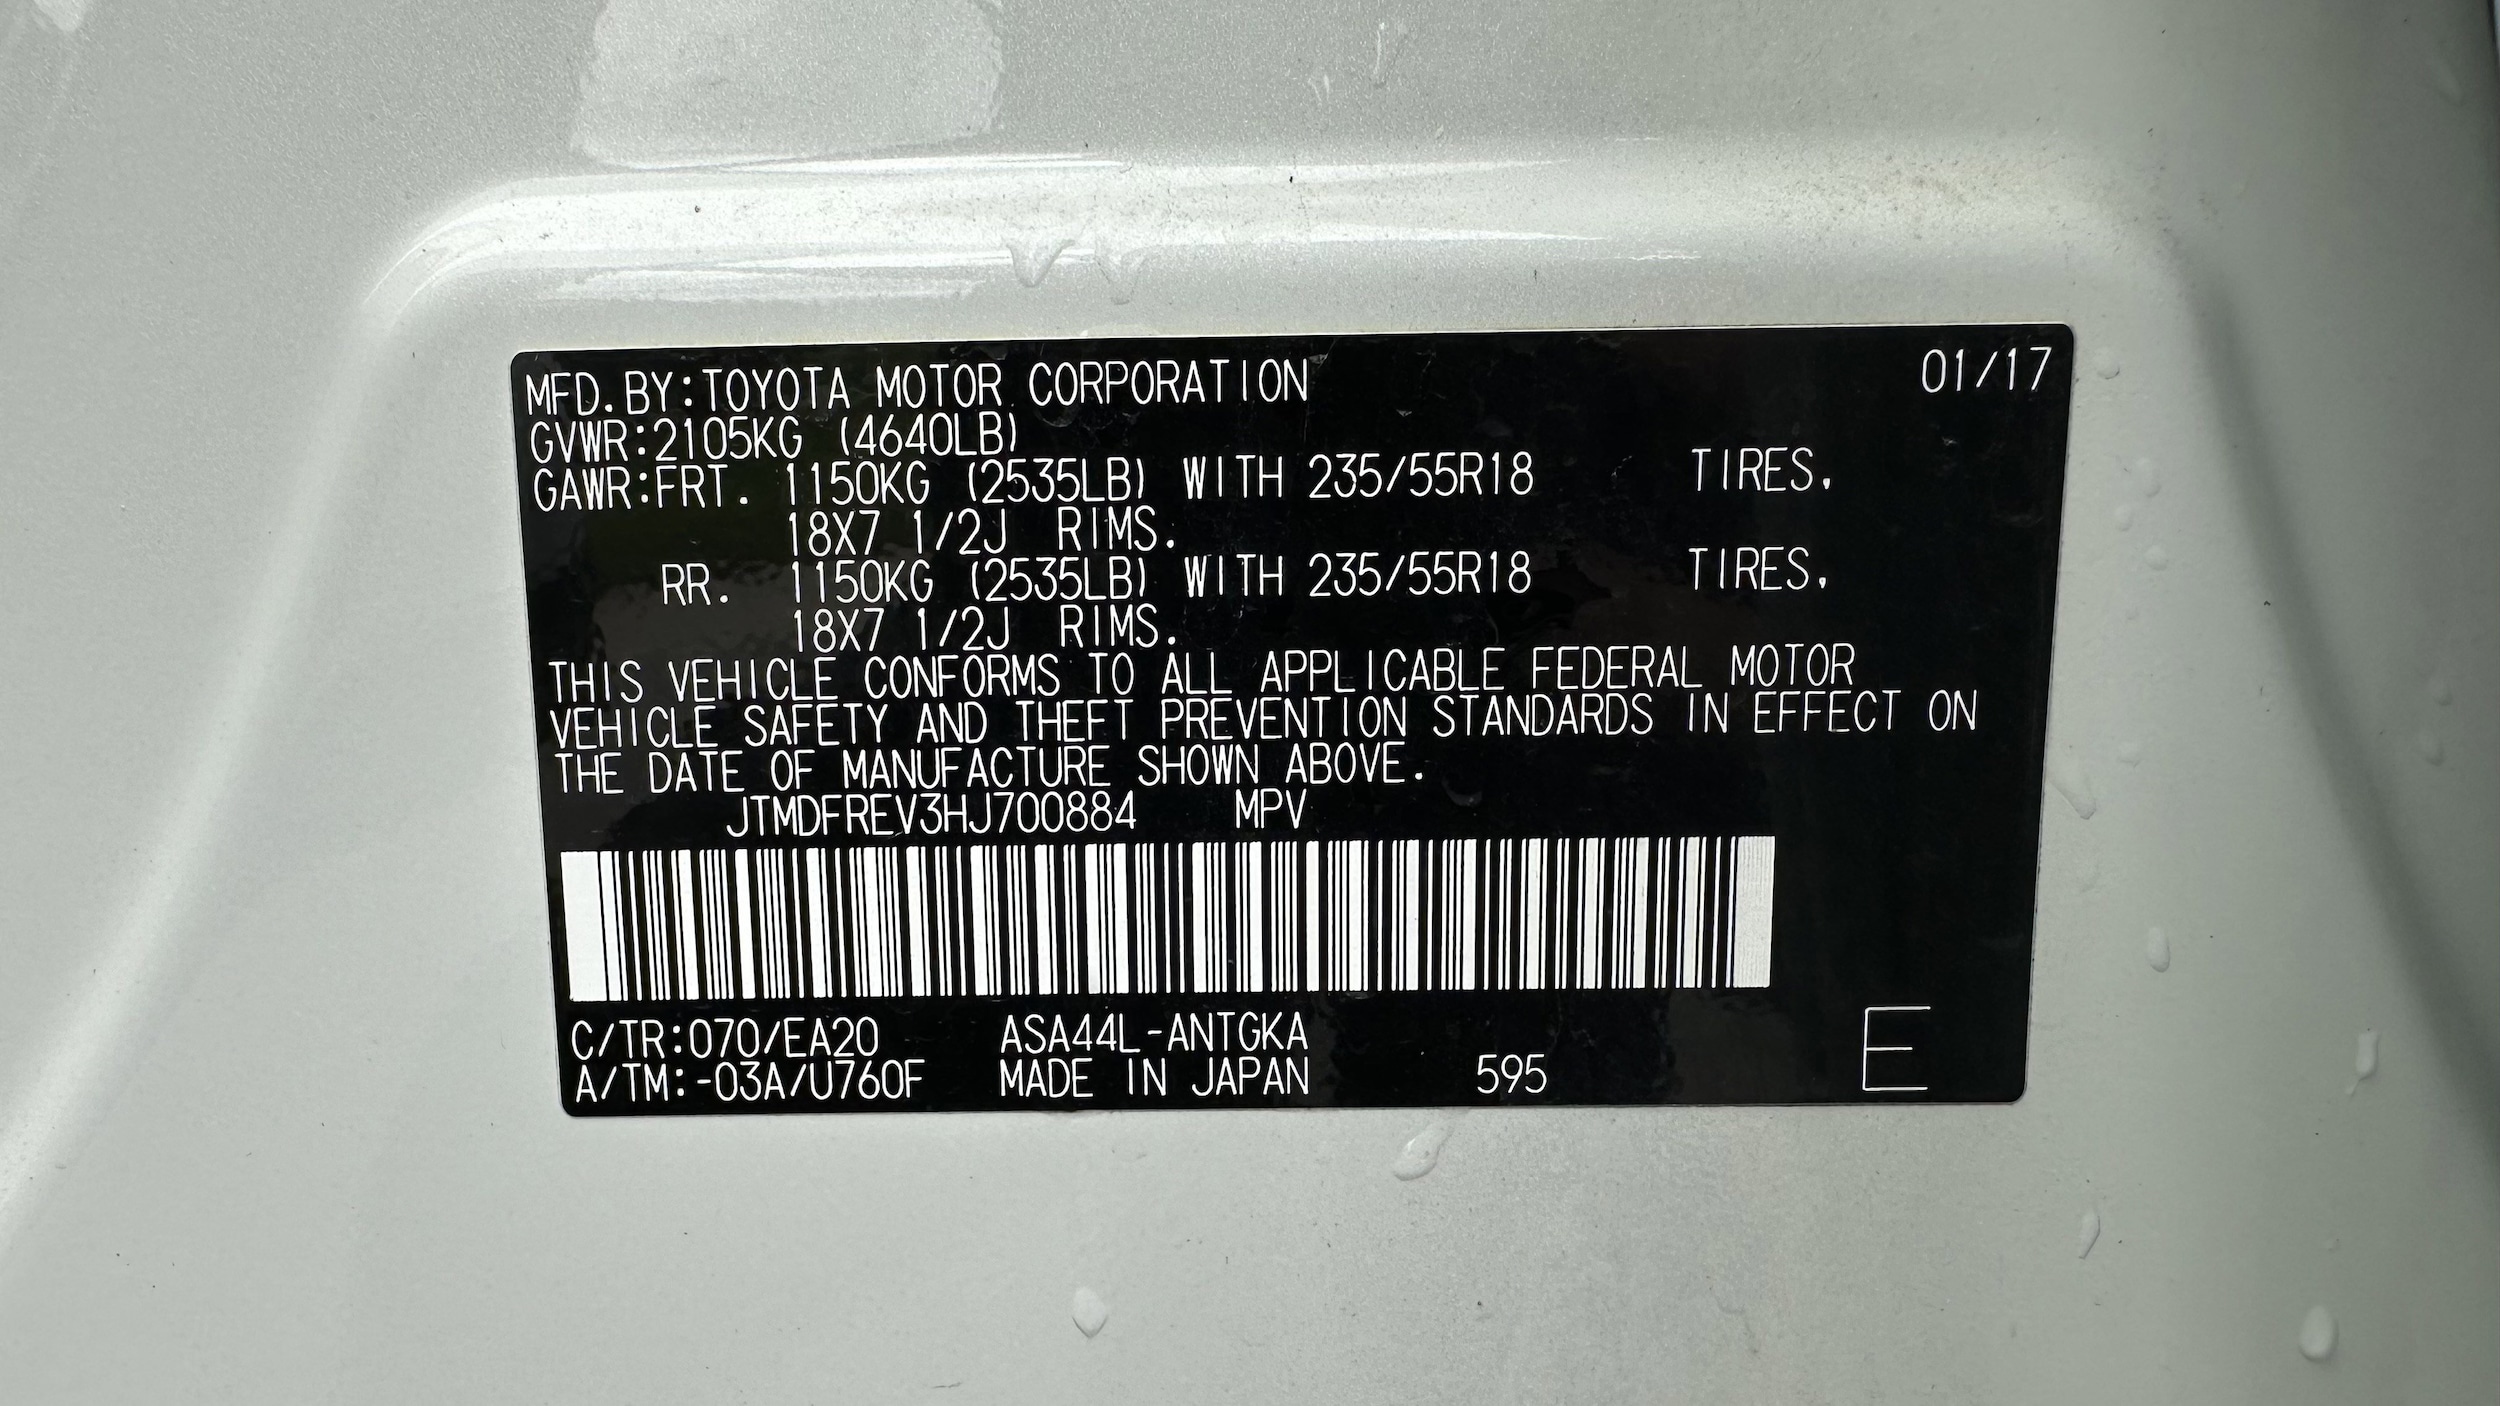 01/17
MFD.BY:TOYOTA MOTOR CORPORATION
GVWR:2105KG (4640LB)
GAWR:FRT. 1150KG (2535LB) WITH 235/55R18 TIRES,
18X7 1/2J RIMS.
RR. 1150KG (2535LB) WITH 235/55R18 TIRES,
18X7 1/2J RIMS.
THIS VEHICLE CONFORMS TO ALL APPLICABLE FEDERAL MOTOR
VEHICLE SAFETY AND THEFT PREVENTION STANDARDS IN EFFECT ON
THE DATE OF MANUFACTURE SHOWN ABOVE.
JTMDFREV3HJ700884 MPV
C/TR:070/EA20 ASA44L-ANTGKA
A/TM:-03A/U760F MADE IN JAPAN 595 E